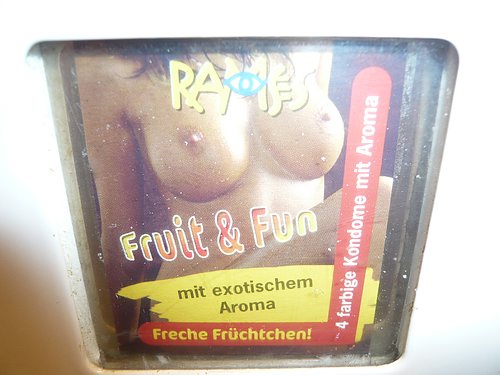 RAMSES
Fruit & Fun
mit exotischem
Aroma
Freche Früchtchen!
4 farbige Kondome mit Aroma